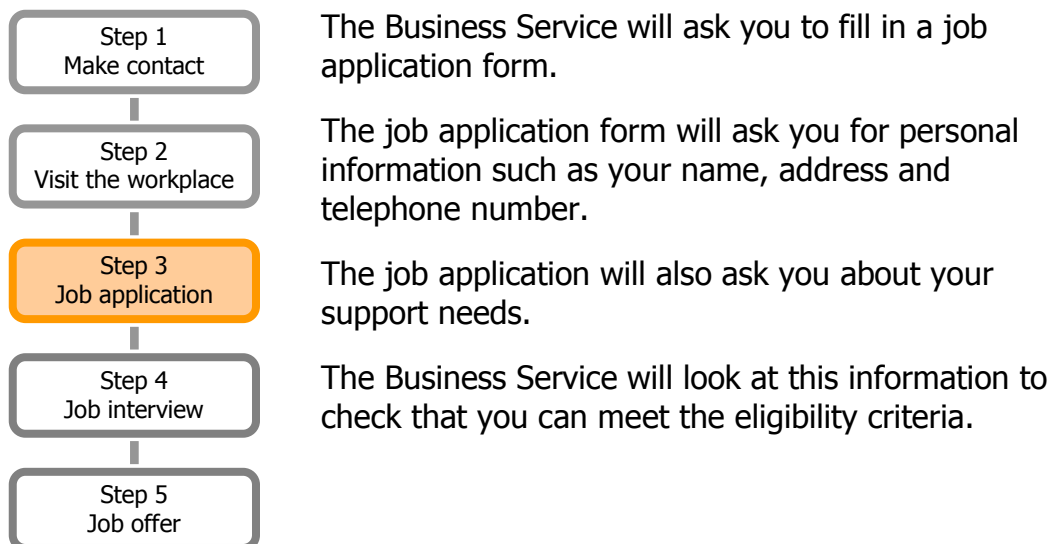 Step 1
Make contact
Step 2
Visit the workplace
Step 3
Job application
Step 4
Job interview
Step 5
Job offer
The Business Service will ask you to fill in a job
application form.
The job application form will ask you for personal
information such as your name, address and
telephone number.
The job application will also ask you about your
support needs.
The Business Service will look at this information to
check that you can meet the eligibility criteria.